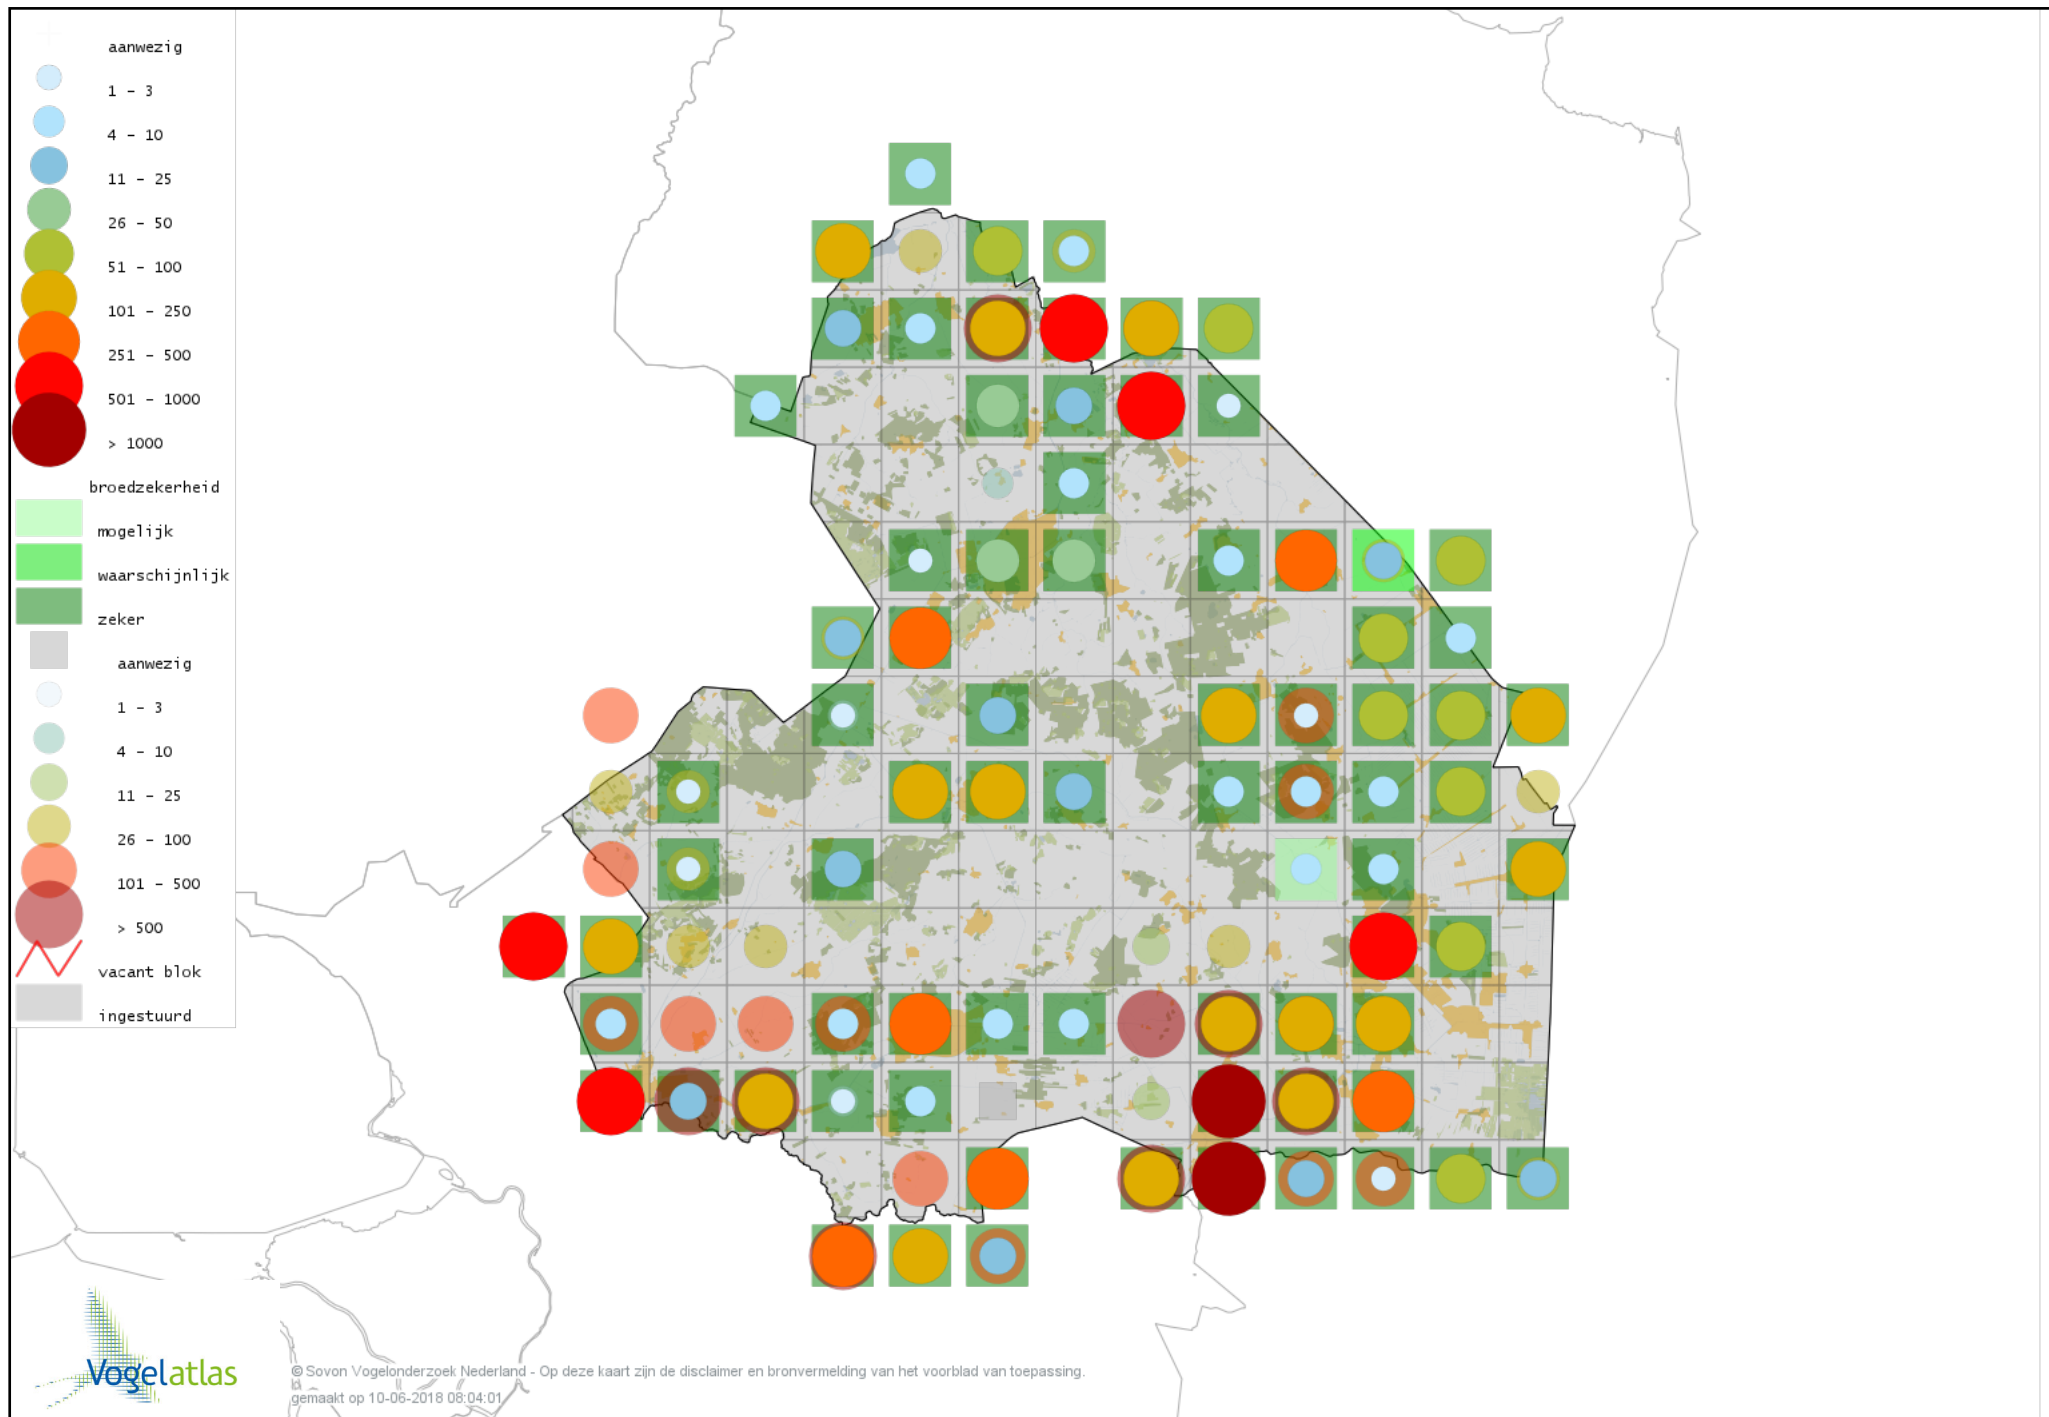 aanwezig
1 - 3
4 - 10
11 - 25
26 - 50
51 - 100
101 - 250
251 - 500
501 - 1000
> 1000
broedzekerheid
mogelijk
waarschijnlijk
zeker
aanwezig
1 - 3
4 - 10
11 - 25
26 - 100
101 - 500
> 500
vacant blok
ingestuurd
Vogelatlas
© Sovon Vogelonderzoek Nederland - Op deze kaart zijn de disclaimer en bronvermelding van het voorblad van toepassing.
gemaakt op 10-06-2018 08:04:01